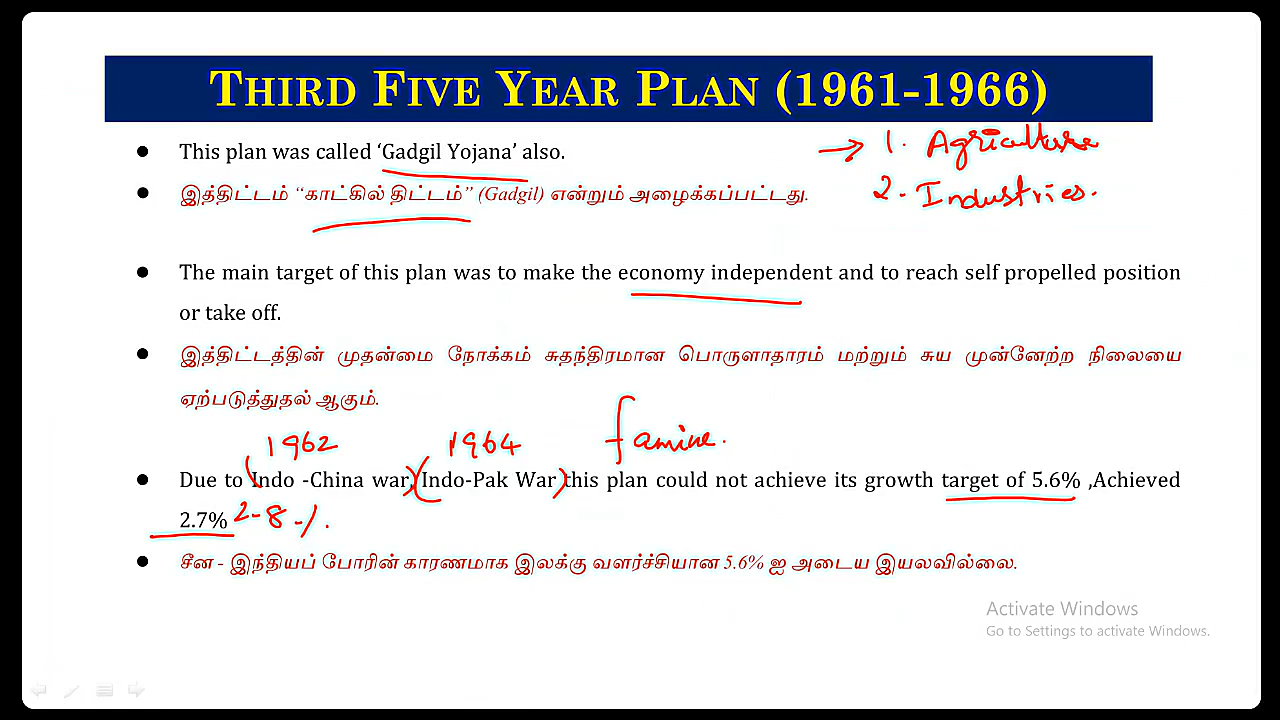 THIRD FIVE YEAR PLAN (1961-1966)
This plan was called ‘Gadgil Yojana’ also.
→ 1. Agriculture
இத்திட்டம் “காட்கில் திட்டம்” (Gadgil) என்றும் அழைக்கப்பட்டது.
2. Industries.
The main target of this plan was to make the economy independent and to reach self propelled position
or take off.
இத்திட்டத்தின் முதன்மை நோக்கம் சுதந்திரமான பொருளாதாரம் மற்றும் சுய முன்னேற்ற நிலையை
ஏற்படுத்துதல் ஆகும்.
1962 1964 famine.
Due to Indo -China war, Indo-Pak War this plan could not achieve its growth target of 5.6% ,Achieved
2.7% 2-8-/.
சீன - இந்தியப் போரின் காரணமாக இலக்கு வளர்ச்சியான 5.6% ஐ அடைய இயலவில்லை.
Activate Windows
Go to Settings to activate Windows.